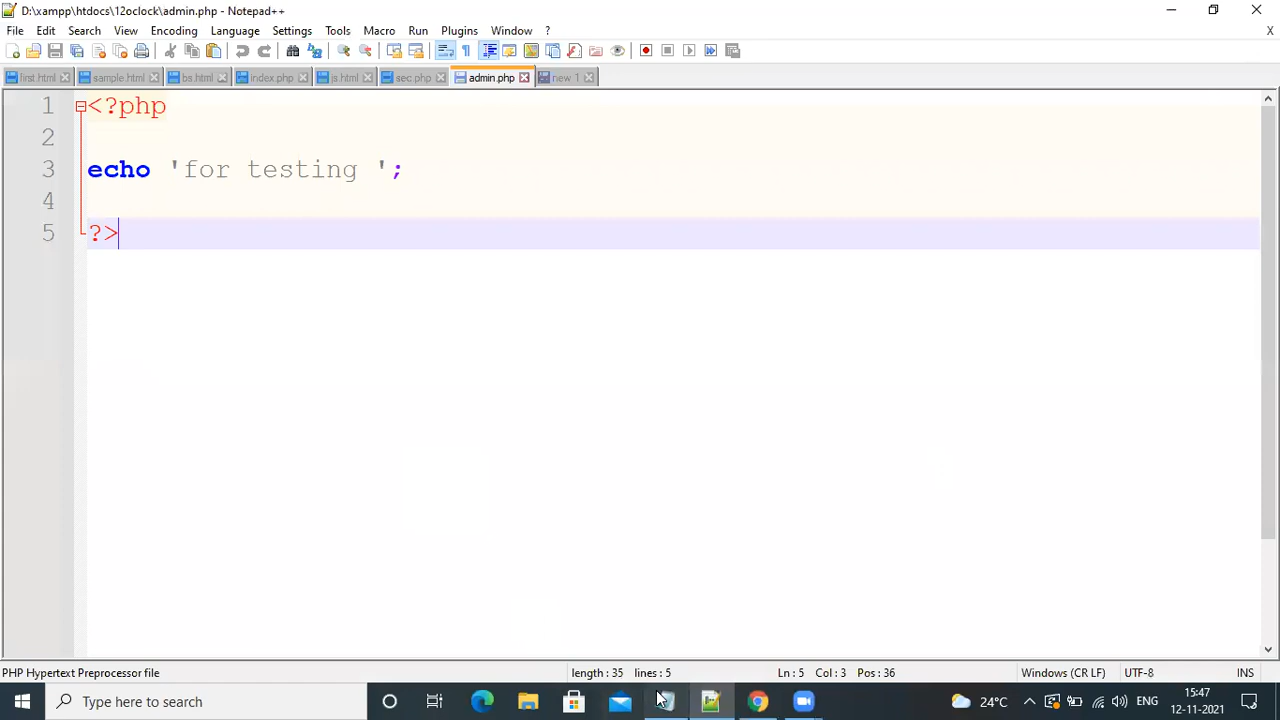 D:\xampp\htdocs\12oclock\admin.php - Notepad++
File Edit Search View Encoding Language Settings Tools Macro Run Plugins Window ? X
first.html sample.html bs.html index.php js.html sec.php admin.php new 1
1 <?php
2
3 echo 'for testing ';
4
5 ?>
PHP Hypertext Preprocessor file length : 35 lines : 5 Ln : 5 Col : 3 Pos : 36 Windows (CR LF) UTF-8 INS
Type here to search 24°C ENG 15:47
12-11-2021